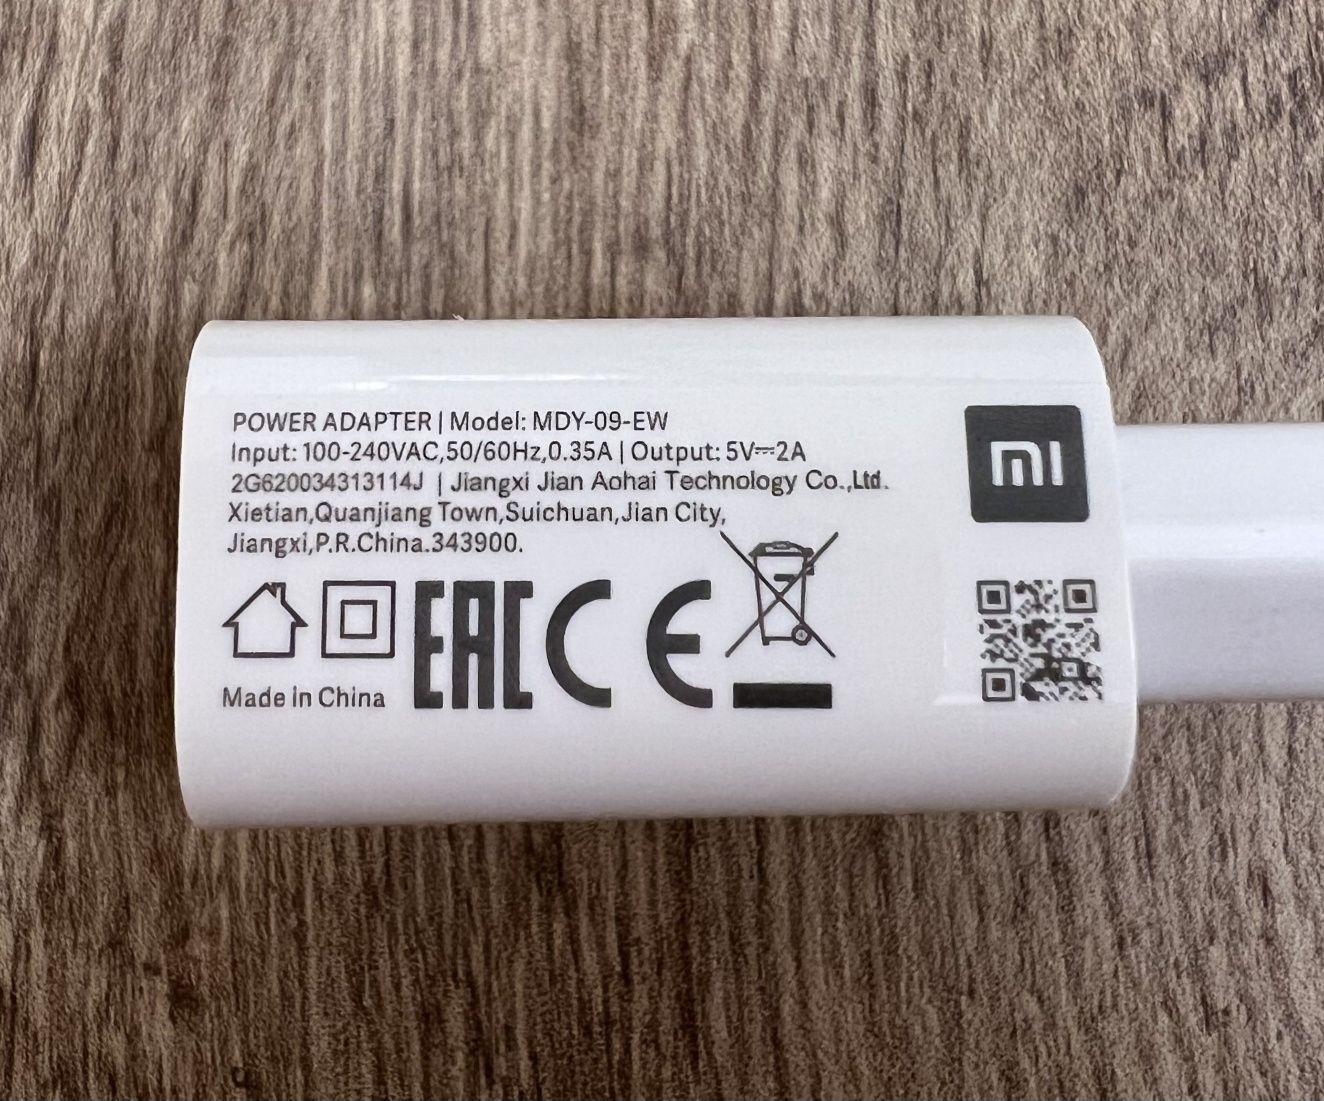 POWER ADAPTER | Model: MDY-09-EW
Input: 100-240VAC,50/60Hz,0.35A | Output: 5V⎓2A
2G620034313114J | Jiangxi Jian Aohai Technology Co.,Ltd.
Xietian,Quanjiang Town,Suichuan,Jian City,
Jiangxi,P.R.China.343900.
mi
EAC CE
Made in China